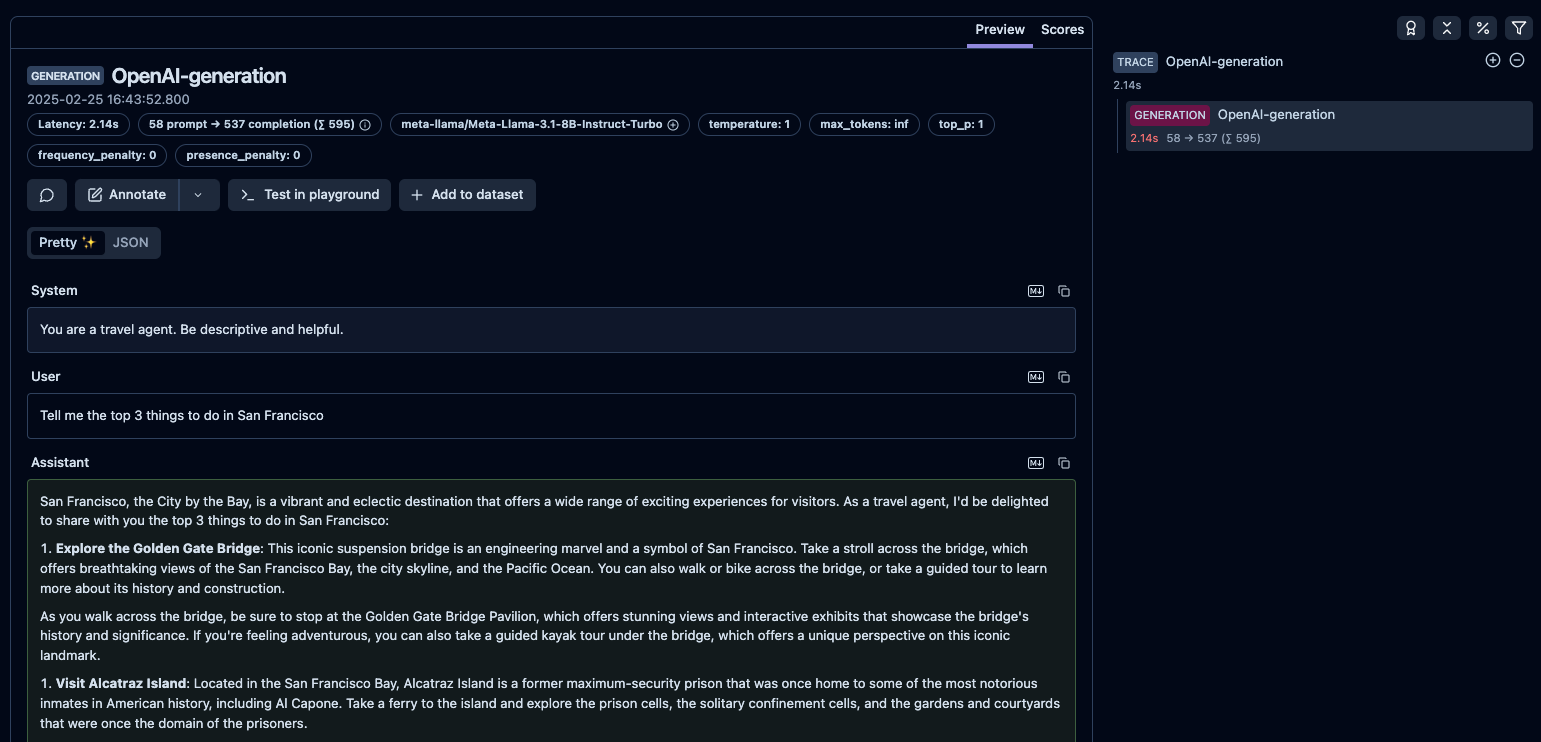 Preview Scores
GENERATION OpenAI-generation
2025-02-25 16:43:52.800
Latency: 2.14s 58 prompt → 537 completion (∑ 595) meta-llama/Meta-Llama-3.1-8B-Instruct-Turbo temperature: 1 max_tokens: inf top_p: 1
frequency_penalty: 0 presence_penalty: 0
Annotate Test in playground Add to dataset
Pretty ✨ JSON
System
You are a travel agent. Be descriptive and helpful.
User
Tell me the top 3 things to do in San Francisco
Assistant
San Francisco, the City by the Bay, is a vibrant and eclectic destination that offers a wide range of exciting experiences for visitors. As a travel agent, I'd be delighted
to share with you the top 3 things to do in San Francisco:
1. Explore the Golden Gate Bridge: This iconic suspension bridge is an engineering marvel and a symbol of San Francisco. Take a stroll across the bridge, which
offers breathtaking views of the San Francisco Bay, the city skyline, and the Pacific Ocean. You can also walk or bike across the bridge, or take a guided tour to learn
more about its history and construction.
As you walk across the bridge, be sure to stop at the Golden Gate Bridge Pavilion, which offers stunning views and interactive exhibits that showcase the bridge's
history and significance. If you're feeling adventurous, you can also take a guided kayak tour under the bridge, which offers a unique perspective on this iconic
landmark.
1. Visit Alcatraz Island: Located in the San Francisco Bay, Alcatraz Island is a former maximum-security prison that was once home to some of the most notorious
inmates in American history, including Al Capone. Take a ferry to the island and explore the prison cells, the solitary confinement cells, and the gardens and courtyards
that were once the domain of the prisoners.
TRACE OpenAI-generation
2.14s
GENERATION OpenAI-generation
2.14s 58 → 537 (∑ 595)